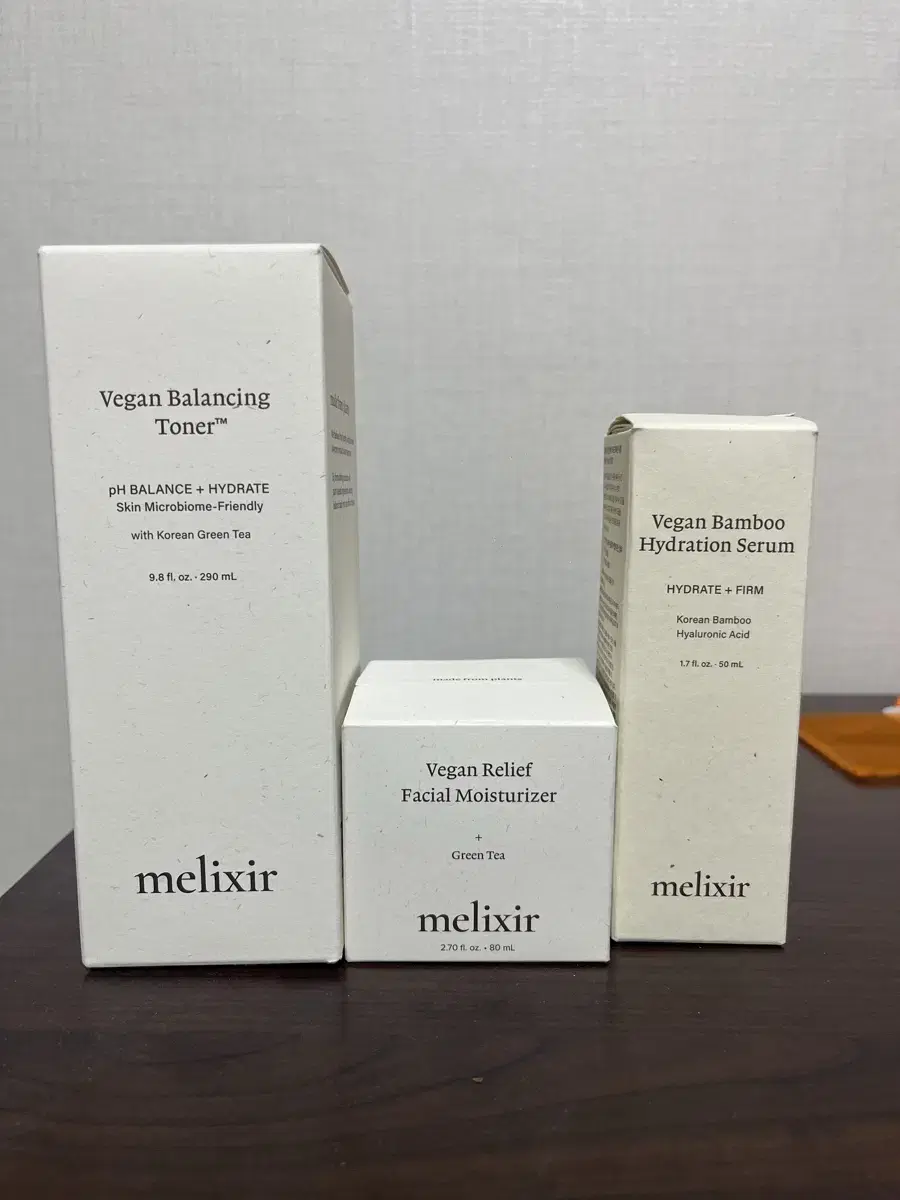 Vegan Balancing
Toner™
pH BALANCE + HYDRATE
Skin Microbiome-Friendly
with Korean Green Tea
9.8 fl. oz. · 290 mL
melixir
made from plants
Vegan Relief
Facial Moisturizer
+
Green Tea
melixir
2.70 fl. oz. • 80 mL
Vegan Bamboo
Hydration Serum
HYDRATE + FIRM
Korean Bamboo
Hyaluronic Acid
1.7 fl. oz. · 50 mL
melixir